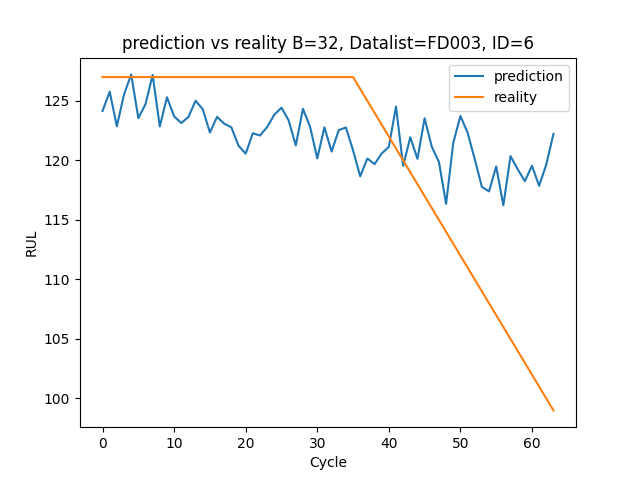 prediction vs reality B=32, Datalist=FD003, ID=6
prediction
reality
125
120
115
110
105
100
RUL
0 10 20 30 40 50 60
Cycle